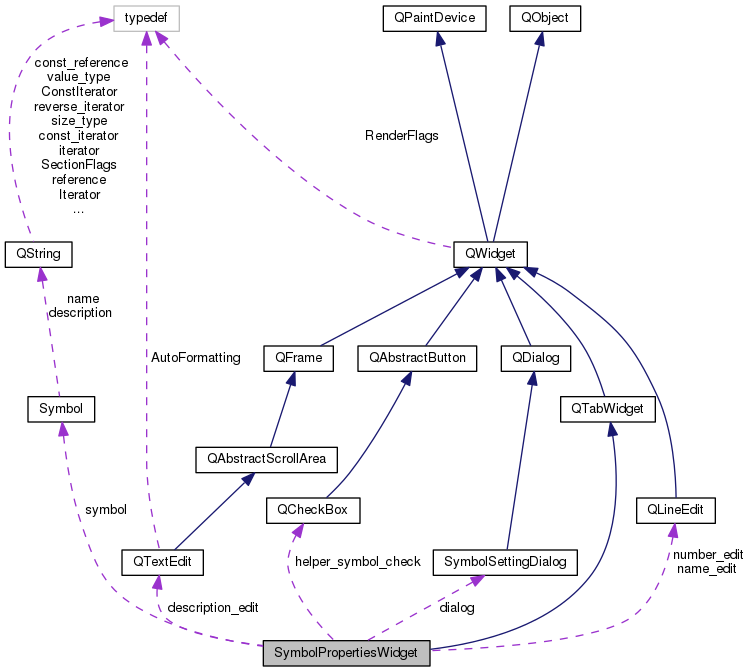 typedef
QPaintDevice
QObject
const_reference
value_type
ConstIterator
reverse_iterator
size_type
const_iterator
iterator
SectionFlags
reference
Iterator
...
RenderFlags
QString
QWidget
name
description
AutoFormatting
QFrame
QAbstractButton
QDialog
Symbol
QTabWidget
QAbstractScrollArea
symbol
QCheckBox
QLineEdit
QTextEdit
helper_symbol_check
SymbolSettingDialog
number_edit
name_edit
description_edit
dialog
SymbolPropertiesWidget